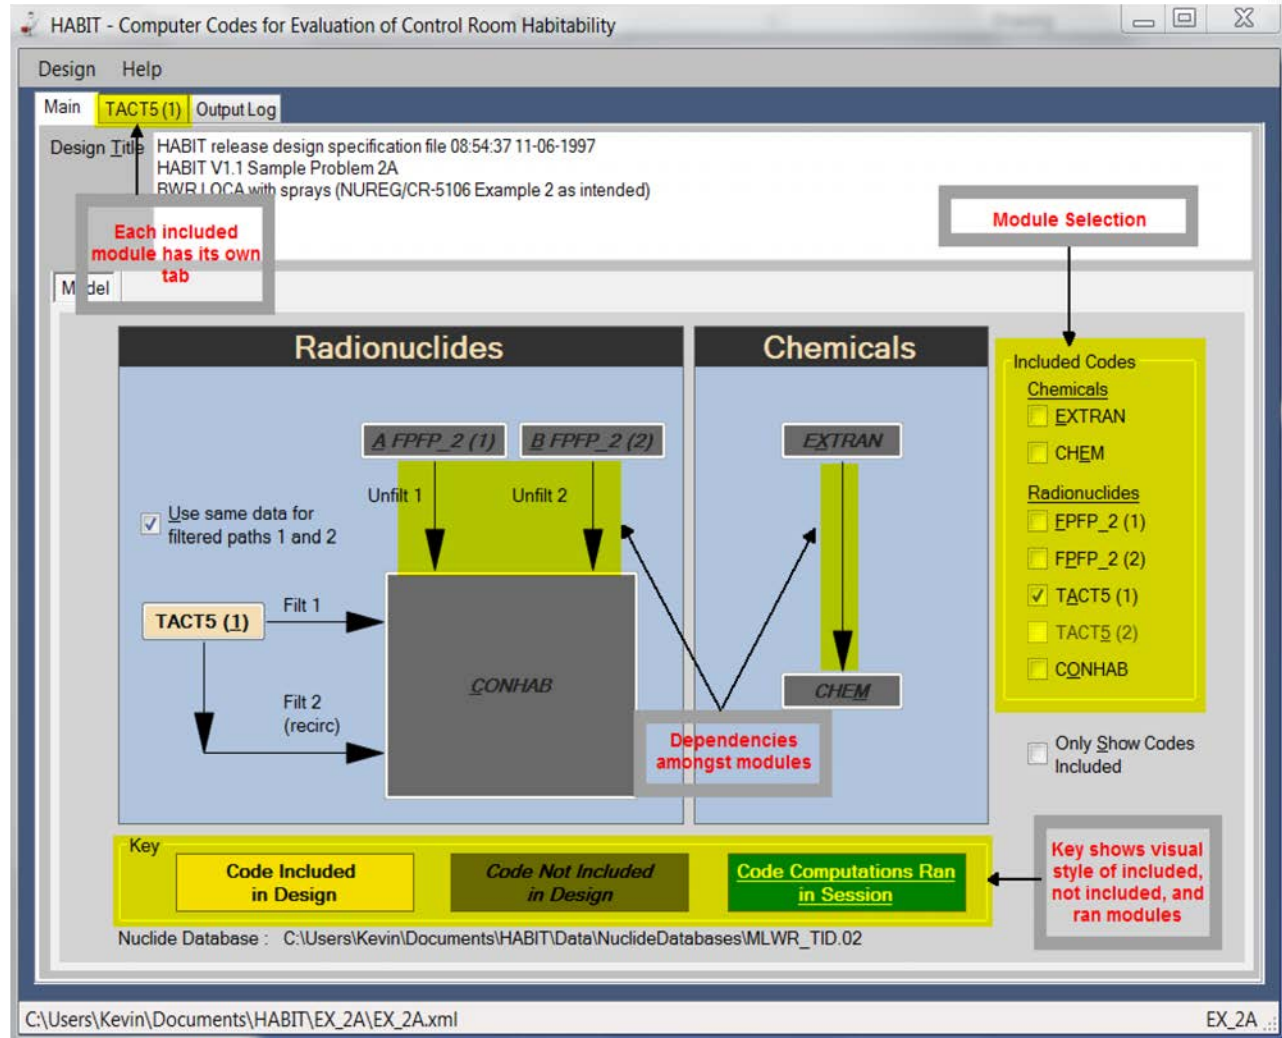 HABIT - Computer Codes for Evaluation of Control Room Habitability
Design Help
Main TACT5 (1) Output Log
Design Title HABIT release design specification file 08:54:37 11-06-1997
HABIT V1.1 Sample Problem 2A
BWR LOCA with sprays (NUREG/CR-5106 Example 2 as intended)
Each included
module has its own
tab
Module Selection
Model
Radionuclides
Chemicals
A FPFP_2 (1)
B FPFP_2 (2)
EXTRAN
Unfilt 1
Unfilt 2
Use same data for
filtered paths 1 and 2
TACT5 (1)
Filt 1
Filt 2
(recirc)
CONHAB
CHEM
Dependencies
amongst modules
Included Codes
Chemicals
EXTRAN
CHEM
Radionuclides
FPFP_2 (1)
FPFP_2 (2)
TACT5 (1)
TACT5 (2)
CONHAB
Only Show Codes
Included
Key
Code Included
in Design
Code Not Included
in Design
Code Computations Ran
in Session
Key shows visual
style of included,
not included, and
ran modules
Nuclide Database : C:\Users\Kevin\Documents\HABIT\Data\NuclideDatabases\MLWR_TID.02
C:\Users\Kevin\Documents\HABIT\EX_2A\EX_2A.xml
EX_2A